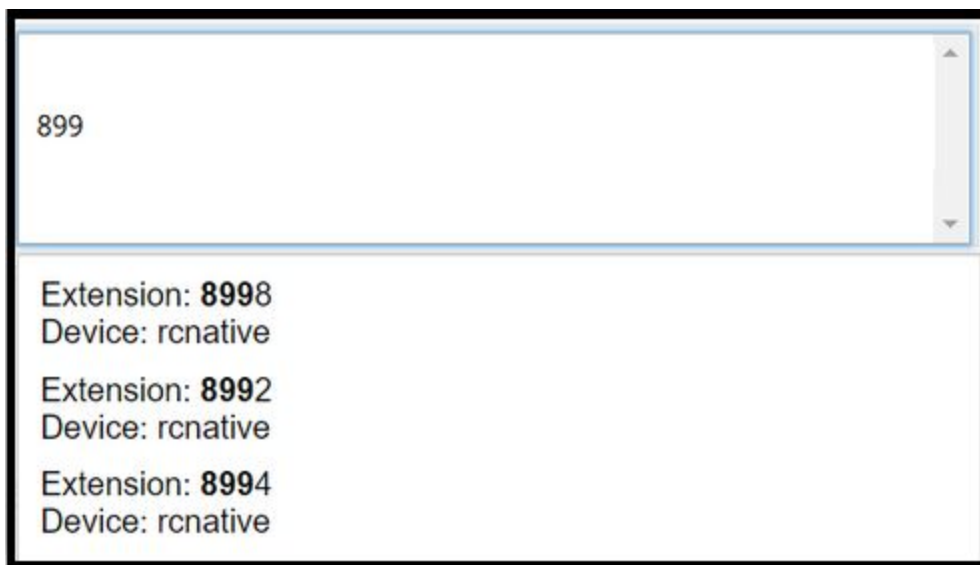 899
Extension: 8998
Device: rcnative
Extension: 8992
Device: rcnative
Extension: 8994
Device: rcnative